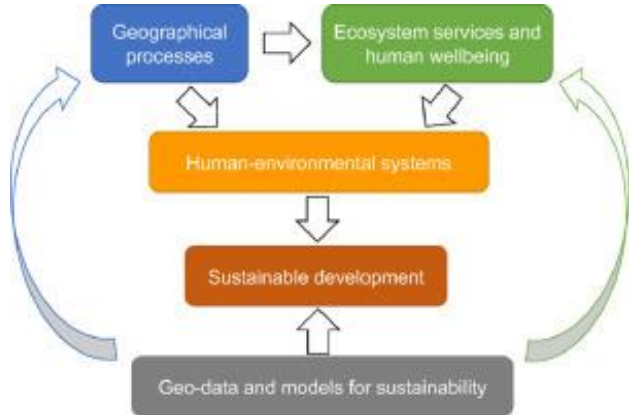 Geographical
processes
Ecosystem services and
human wellbeing
Human-environmental systems
Sustainable development
Geo-data and models for sustainability